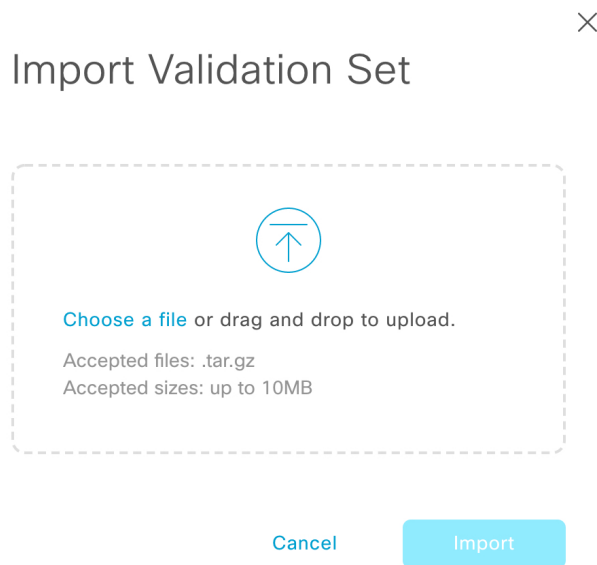 Import Validation Set
Choose a file or drag and drop to upload.
Accepted files: .tar.gz
Accepted sizes: up to 10MB
Cancel
Import